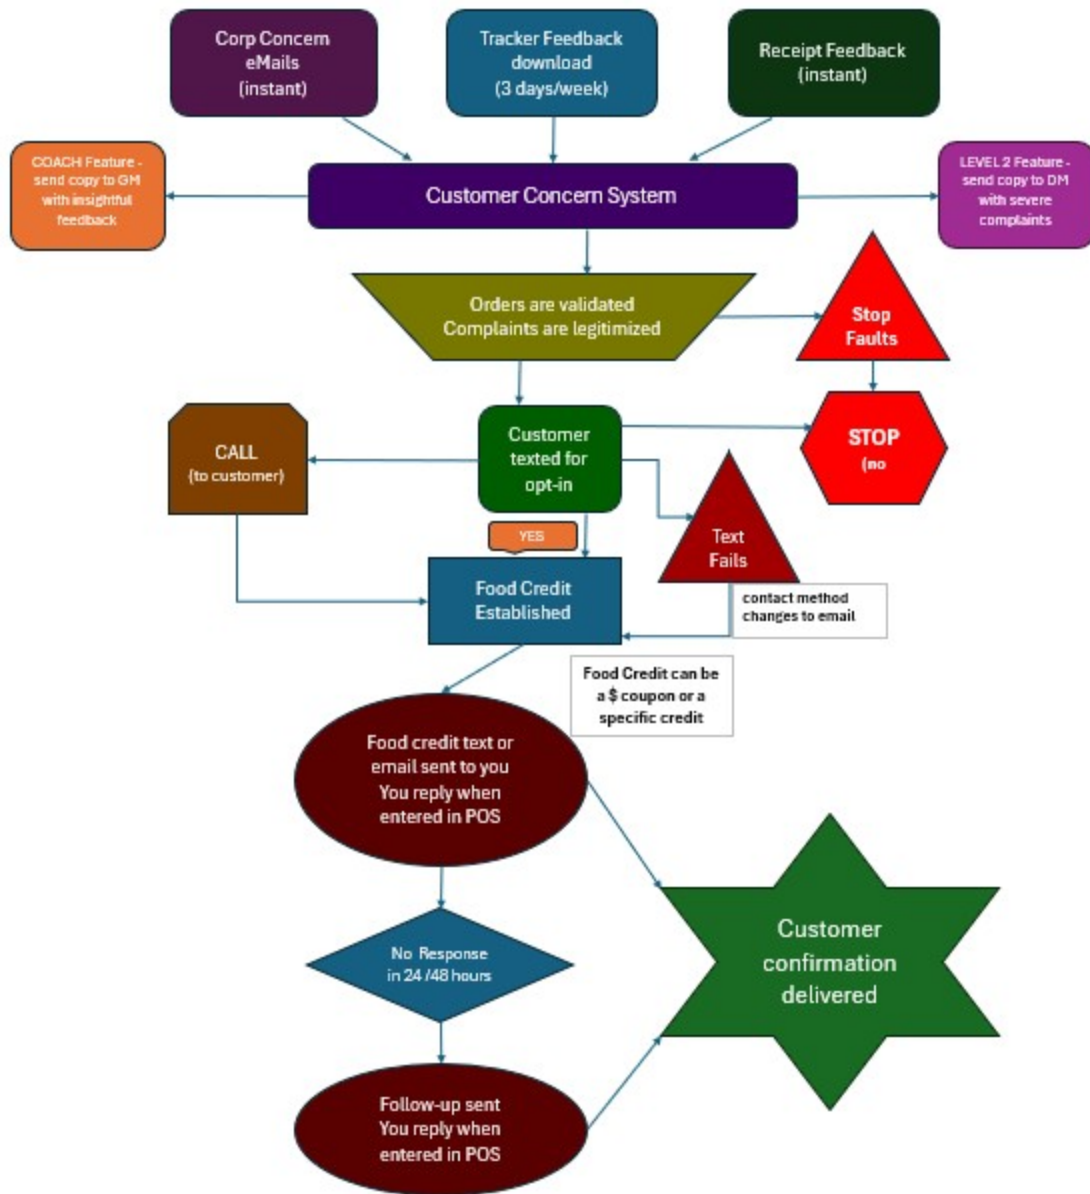 Corp Concern
eMails
(instant)
Tracker Feedback
download
(3 days/week)
Receipt Feedback
(instant)
COACH Feature -
send copy to GM
with insightful
feedback
Customer Concern System
LEVEL 2 Feature -
send copy to DM
with severe
complaints
Orders are validated
Complaints are legitimized
Stop
Faults
CALL
(to customer)
Customer
texted for
opt-in
STOP
(no
YES
Text
Fails
Food Credit
Established
contact method
changes to email
Food Credit can be
a $ coupon or a
specific credit
Food credit text or
email sent to you
You reply when
entered in POS
No Response
in 24 /48 hours
Customer
confirmation
delivered
Follow-up sent
You reply when
entered in POS